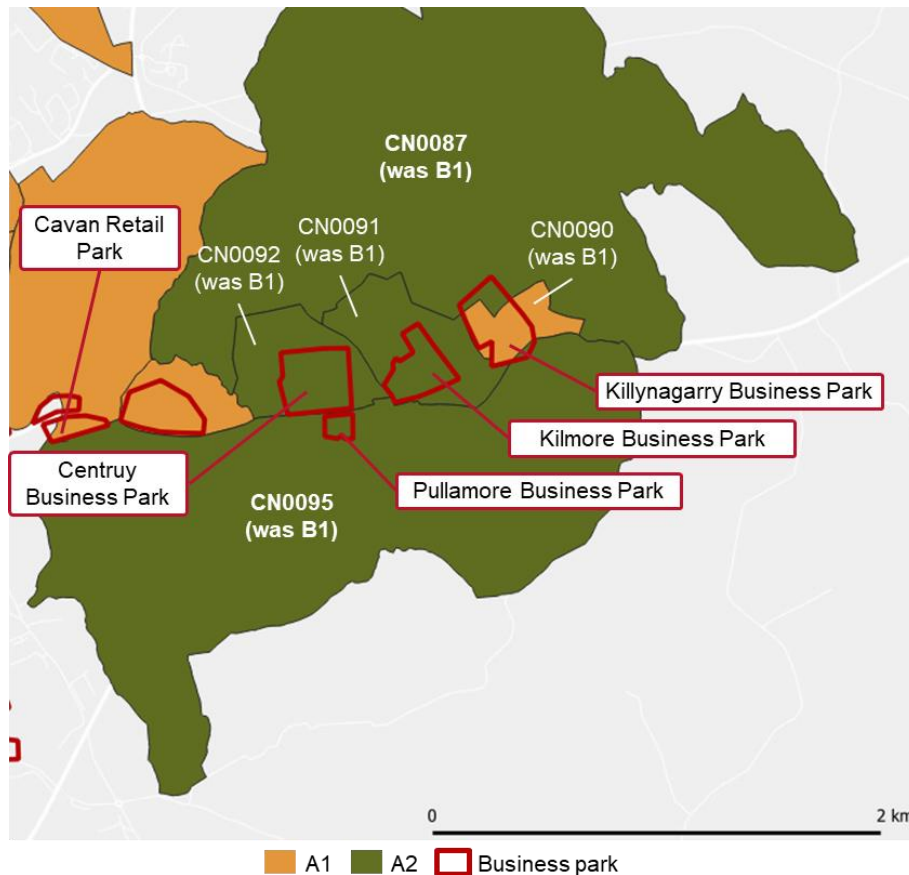 CN0087
(was B1)
Cavan Retail
Park
CN0091
(was B1)
CN0090
(was B1)
CN0092
(was B1)
Killynagarry Business Park
Kilmore Business Park
Centruy
Business Park
Pullamore Business Park
CN0095
(was B1)
0
2 km
A1
A2
Business park